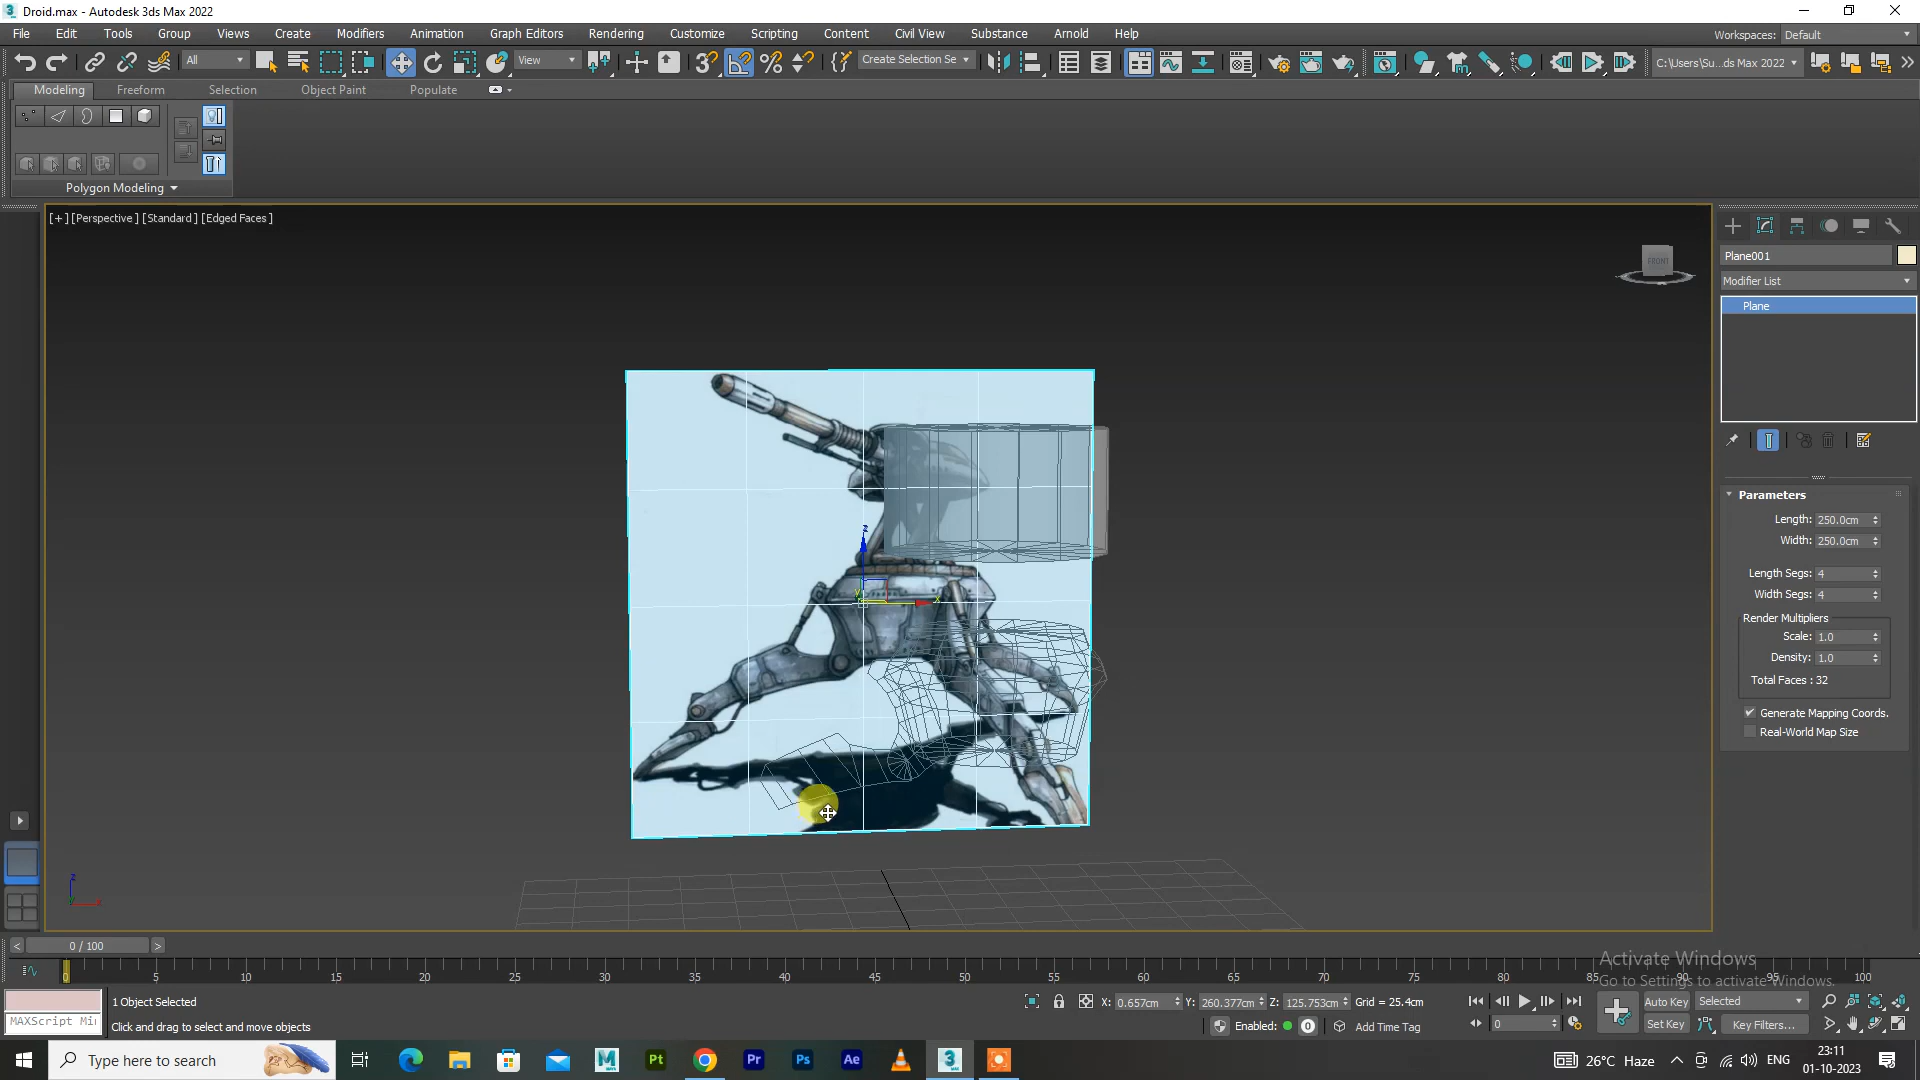 Droid.max - Autodesk 3ds Max 2022
File Edit Tools Group Views Create Modifiers Animation Graph Editors Rendering Customize Scripting Content Civil View Substance Arnold Help
Workspaces: Default
All View Create Selection Se C:\Users\Su...ds Max 2022
Modeling Freeform Selection Object Paint Populate
Polygon Modeling
[+] [Perspective] [Standard] [Edged Faces]
FRONT
Plane001
Modifier List
Plane
Parameters
Length: 250.0cm
Width: 250.0cm
Length Segs: 4
Width Segs: 4
Render Multipliers
Scale: 1.0
Density: 1.0
Total Faces : 32
Generate Mapping Coords.
Real-World Map Size
z
x
y
z
x
0 / 100
0 5 10 15 20 25 30 35 40 45 50 55 60 65 70 75 80 85 90 95 100
Activate Windows
Go to Settings to activate Windows.
1 Object Selected
X: 0.657cm Y: 260.377cm Z: 125.753cm Grid = 25.4cm
Auto Key Selected
MAXScript Mi
Click and drag to select and move objects
Enabled: 0 Add Time Tag
0
Set Key Key Filters...
Type here to search
26°C Haze ENG 23:11
01-10-2023